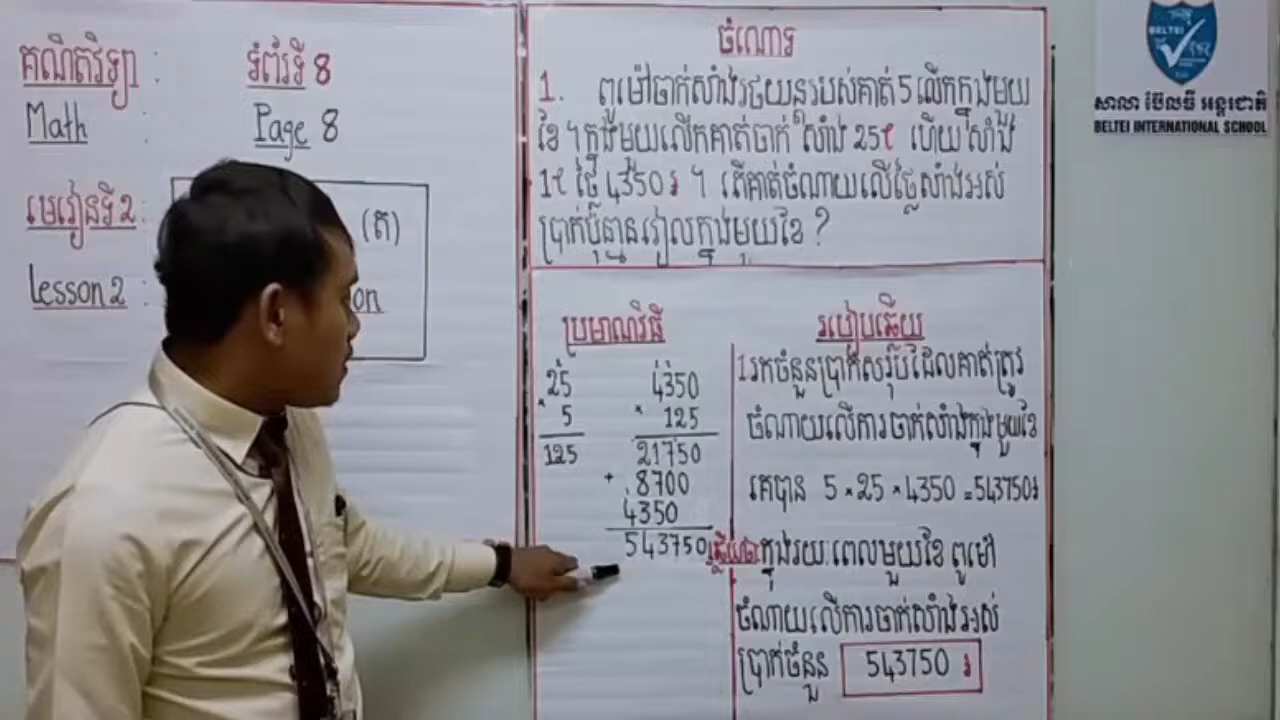 គណិតវិទ្យា :
Math :
ទំព័រទី 8
Page 8
មេរៀនទី 2 :
Lesson 2 :
(ត)
on
ចំណោទ
1. ពូម៉ៅចាក់សាំងរថយន្តរបស់គាត់ 5 លើកក្នុងមួយ
ខែ ។ ក្នុងមួយលើកគាត់ចាក់ សាំង 25l ហើយសាំង
1l ថ្លៃ 4350៛ ។ តើគាត់ចំណាយលើថ្លៃសាំងអស់
ប្រាក់ប៉ុន្មានរៀលក្នុងមួយខែ ?
ប្រមាណវិធី
25
× 5
125
4350
× 125
21750
+ 8700
4350
543750
របៀបឆ្លើយ
1.រកចំនួនប្រាក់សរុបដែលគាត់ត្រូវ
ចំណាយលើការចាក់សាំងក្នុងមួយខែ
គេបាន 5 × 25 × 4350 = 543750៛
ឆ្លើយថា: ក្នុងរយៈពេលមួយខែ ពូម៉ៅ
ចំណាយលើការចាក់សាំងអស់
ប្រាក់ចំនួន 543750 ៛
BELTEI
សាលា ប៊ែលធី អន្តរជាតិ
BELTEI INTERNATIONAL SCHOOL